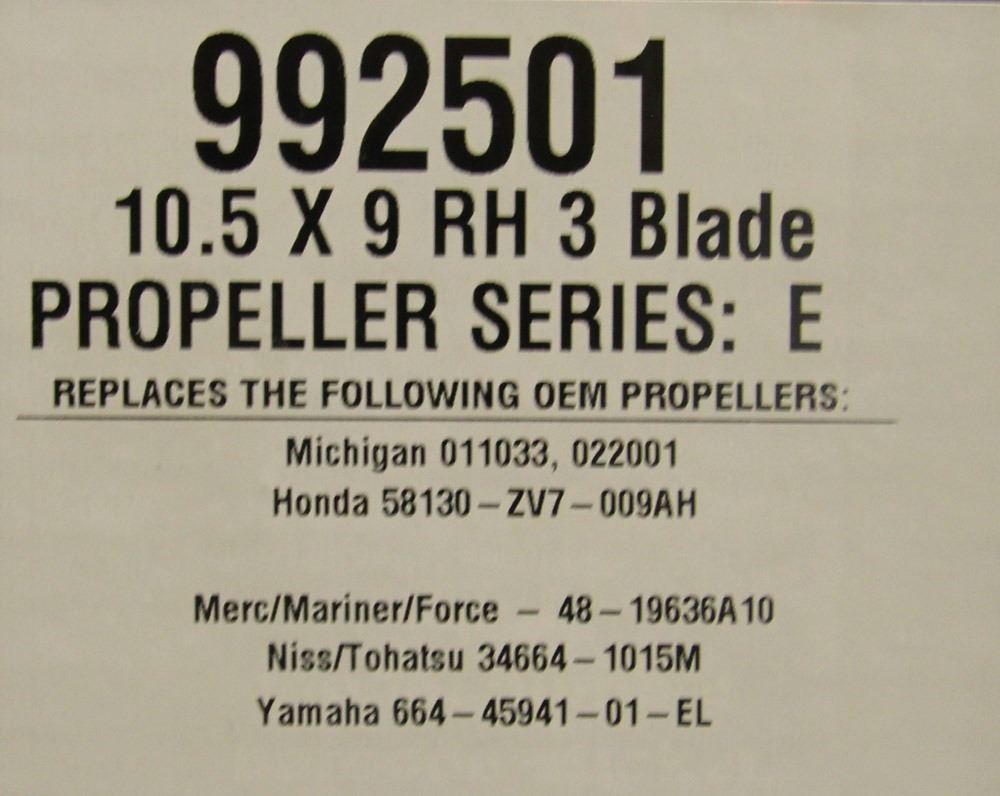 992501
10.5 X 9 RH 3 Blade
PROPELLER SERIES: E
REPLACES THE FOLLOWING OEM PROPELLERS:
Michigan 011033, 022001
Honda 58130–ZV7–009AH
Merc/Mariner/Force – 48–19636A10
Niss/Tohatsu 34664–1015M
Yamaha 664–45941–01–EL